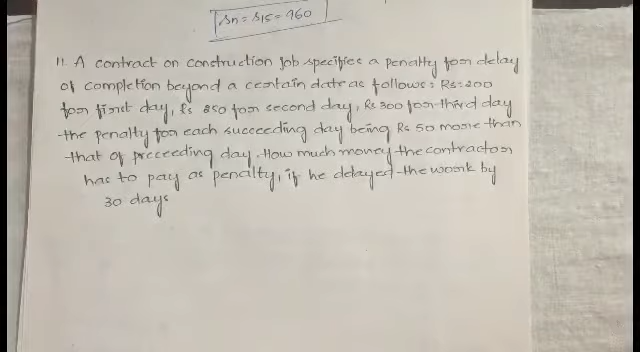 Sn = S15 = 960
11. A contract on construction job specifies a penalty for delay
of completion beyond a certain date as follows: Rs=200
for first day, Rs 250 for second day, Rs 300 for third day
the penalty for each succeeding day being Rs 50 more than
that of preceeding day. How much money the contractor
has to pay as penalty, if he delayed the work by
30 days